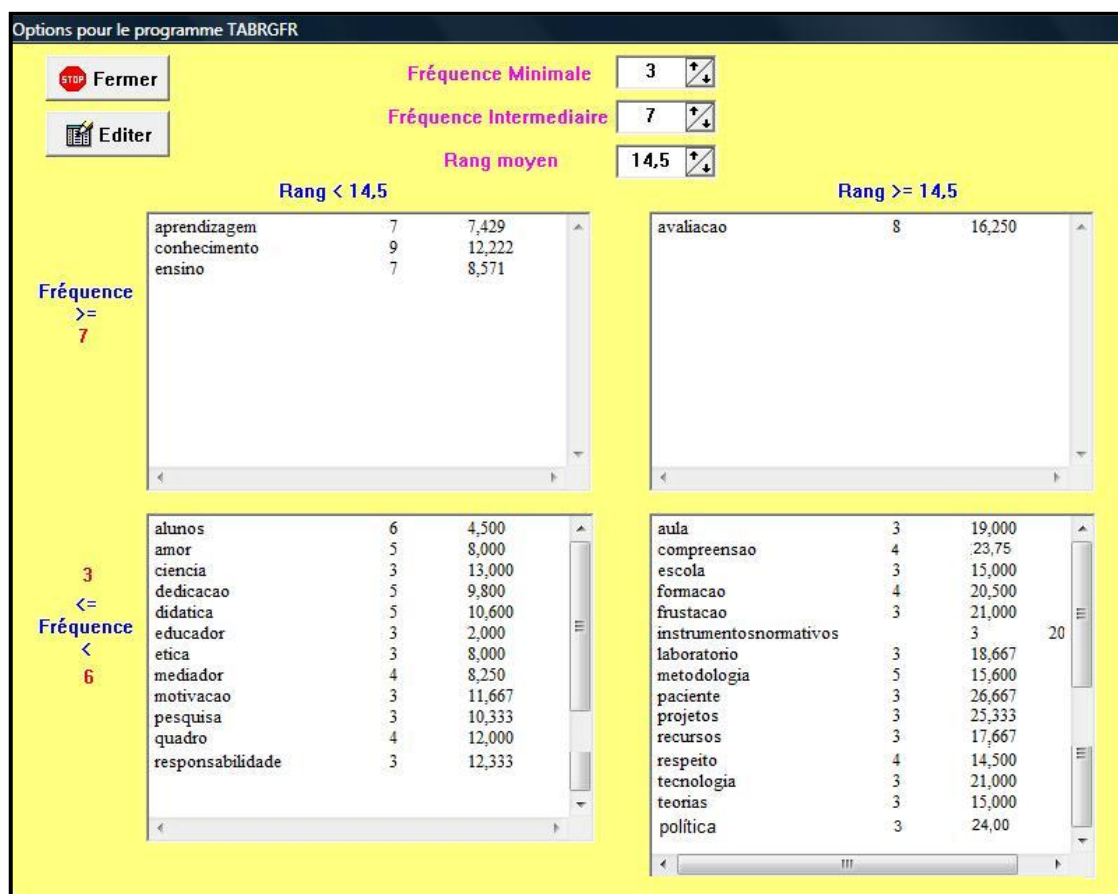 Options pour le programme TABRGFR
STOP Fermer
Editer
Fréquence Minimale 3
Fréquence Intermediaire 7
Rang moyen 14,5
Rang < 14,5
Rang >= 14,5
Fréquence
>=
7
aprendizagem 7 7,429
conhecimento 9 12,222
ensino 7 8,571
avaliacao 8 16,250
3
<=
Fréquence
<
6
alunos 6 4,500
amor 5 8,000
ciencia 3 13,000
dedicacao 5 9,800
didatica 5 10,600
educador 3 2,000
etica 3 8,000
mediador 4 8,250
motivacao 3 11,667
pesquisa 3 10,333
quadro 4 12,000
responsabilidade 3 12,333
aula 3 19,000
compreensao 4 23,75
escola 3 15,000
formacao 4 20,500
frustacao 3 21,000
instrumentosnormativos 3 20
laboratorio 3 18,667
metodologia 5 15,600
paciente 3 26,667
projetos 3 25,333
recursos 3 17,667
respeito 4 14,500
tecnologia 3 21,000
teorias 3 15,000
política 3 24,00